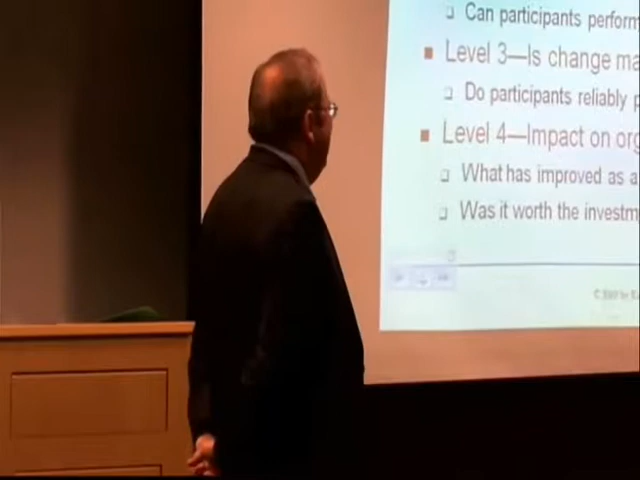 Can participants perform
Level 3—Is change ma
Do participants reliably p
Level 4—Impact on org
What has improved as a
Was it worth the investm
©